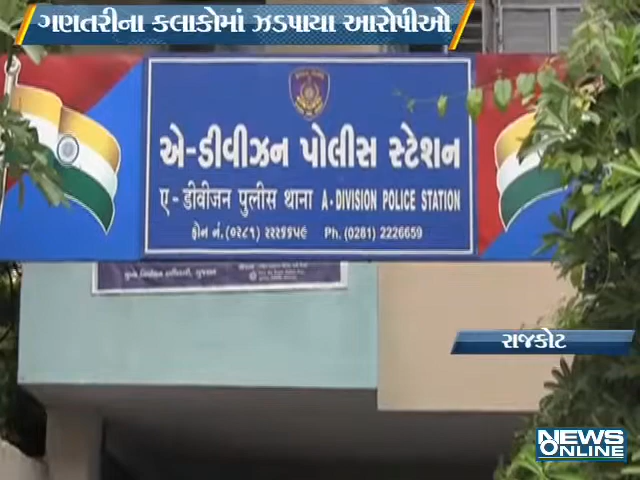 ગણતરીના કલાકોમાં ઝડપાયા આરોપીઓ
એ-ડીવીઝન પોલીસ સ્ટેશન
ए-डीवीजन पुलीस थाना A-DIVISION POLICE STATION
ફોન નં.(૦૨૮૧) ૨૨૨૬૬૫૯ Ph. (0281) 2226659
રાજકોટ
NEWS
ONLINE